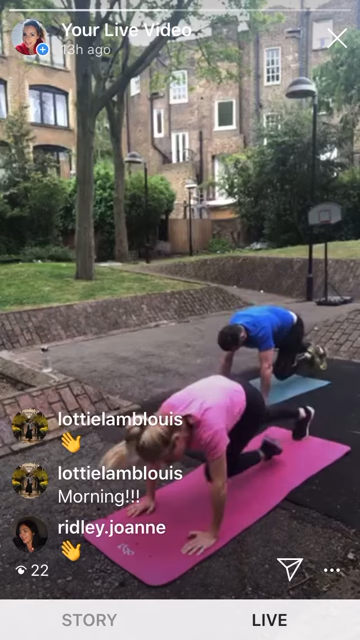 Your Live Video
13h ago
lottielamblouis
👋
lottielamblouis
Morning!!!
ridley.joanne
👋
22
STORY
LIVE